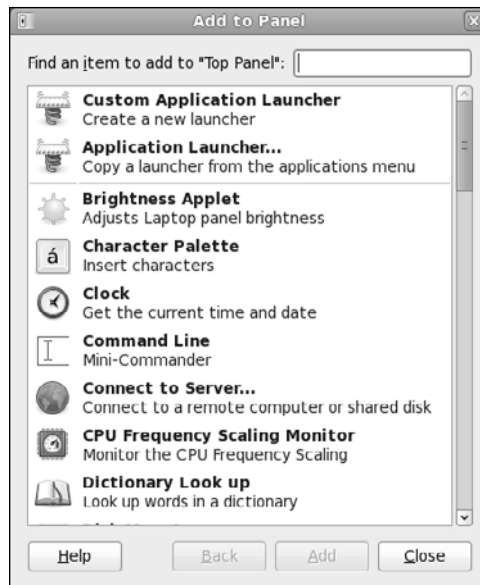 Add to Panel
Find an item to add to "Top Panel":
Custom Application Launcher
Create a new launcher
Application Launcher...
Copy a launcher from the applications menu
Brightness Applet
Adjusts Laptop panel brightness
á
Character Palette
Insert characters
Clock
Get the current time and date
Command Line
Mini-Commander
Connect to Server...
Connect to a remote computer or shared disk
CPU Frequency Scaling Monitor
Monitor the CPU Frequency Scaling
Dictionary Look up
Look up words in a dictionary
Help
Back
Add
Close